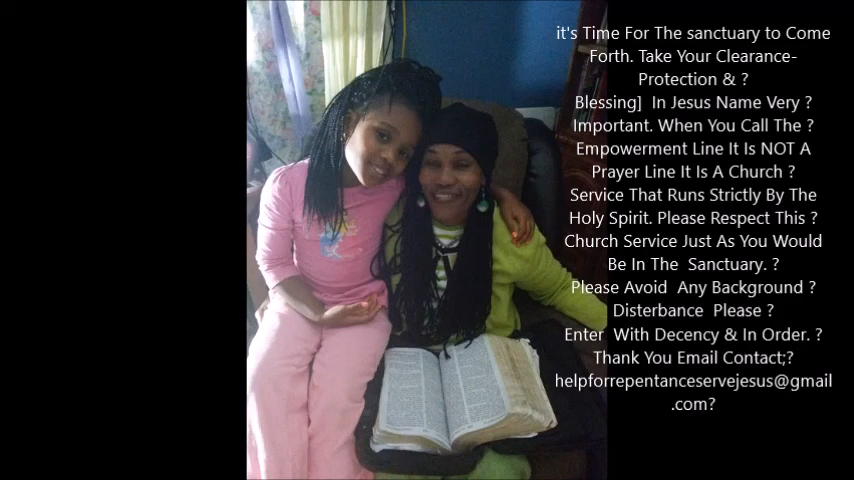 it's Time For The sanctuary to Come
Forth. Take Your Clearance-
Protection & ?
Blessing]  In Jesus Name Very ?
Important. When You Call The ?
Empowerment Line It Is NOT A
Prayer Line It Is A Church ?
Service That Runs Strictly By The
Holy Spirit. Please Respect This ?
Church Service Just As You Would
Be In The  Sanctuary. ?
Please Avoid  Any Background ?
Disterbance  Please ?
Enter  With Decency & In Order. ?
Thank You Email Contact;?
helpforrepentanceservejesus@gmail
.com?